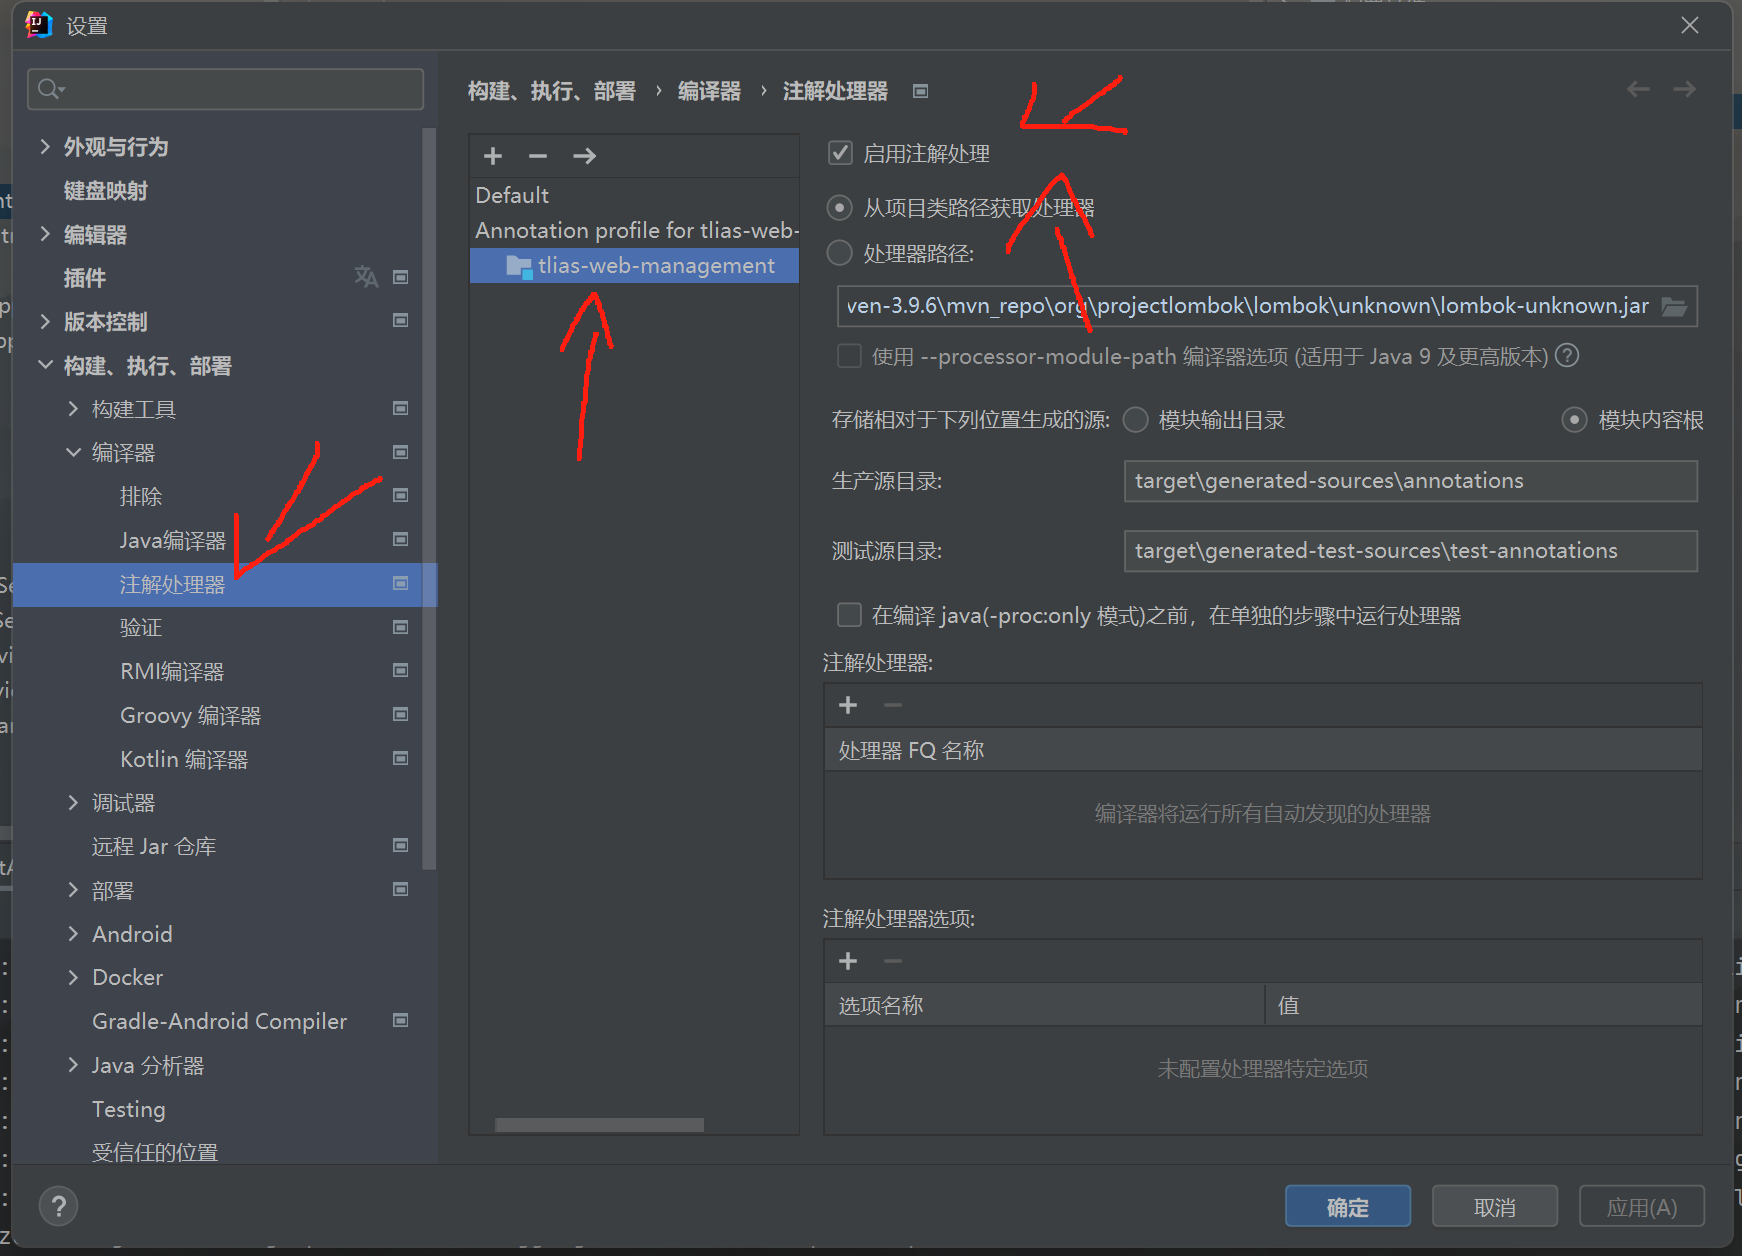 设置
构建、执行、部署 › 编译器 › 注解处理器
外观与行为
键盘映射
编辑器
插件
版本控制
构建、执行、部署
构建工具
编译器
排除
Java编译器
注解处理器
验证
RMI编译器
Groovy 编译器
Kotlin 编译器
调试器
远程 Jar 仓库
部署
Android
Docker
Gradle-Android Compiler
Java 分析器
Testing
受信任的位置
Default
Annotation profile for tlias-web-
tlias-web-management
启用注解处理
从项目类路径获取处理器
处理器路径:
ven-3.9.6\mvn_repo\org\projectlombok\lombok\unknown\lombok-unknown.jar
使用 --processor-module-path 编译器选项 (适用于 Java 9 及更高版本)
存储相对于下列位置生成的源: 模块输出目录 模块内容根
生产源目录: target\generated-sources\annotations
测试源目录: target\generated-test-sources\test-annotations
在编译 java(-proc:only 模式)之前，在单独的步骤中运行处理器
注解处理器:
处理器 FQ 名称
编译器将运行所有自动发现的处理器
注解处理器选项:
选项名称 值
未配置处理器特定选项
确定 取消 应用(A)